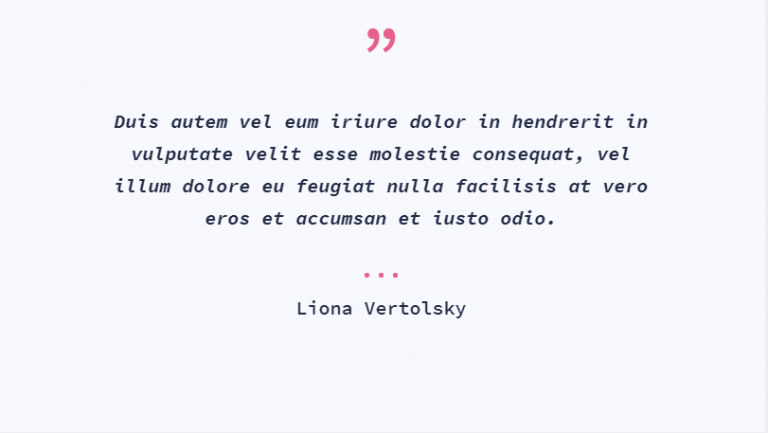 ”
Duis autem vel eum iriure dolor in hendrerit in
vulputate velit esse molestie consequat, vel
illum dolore eu feugiat nulla facilisis at vero
eros et accumsan et iusto odio.
...
Liona Vertolsky